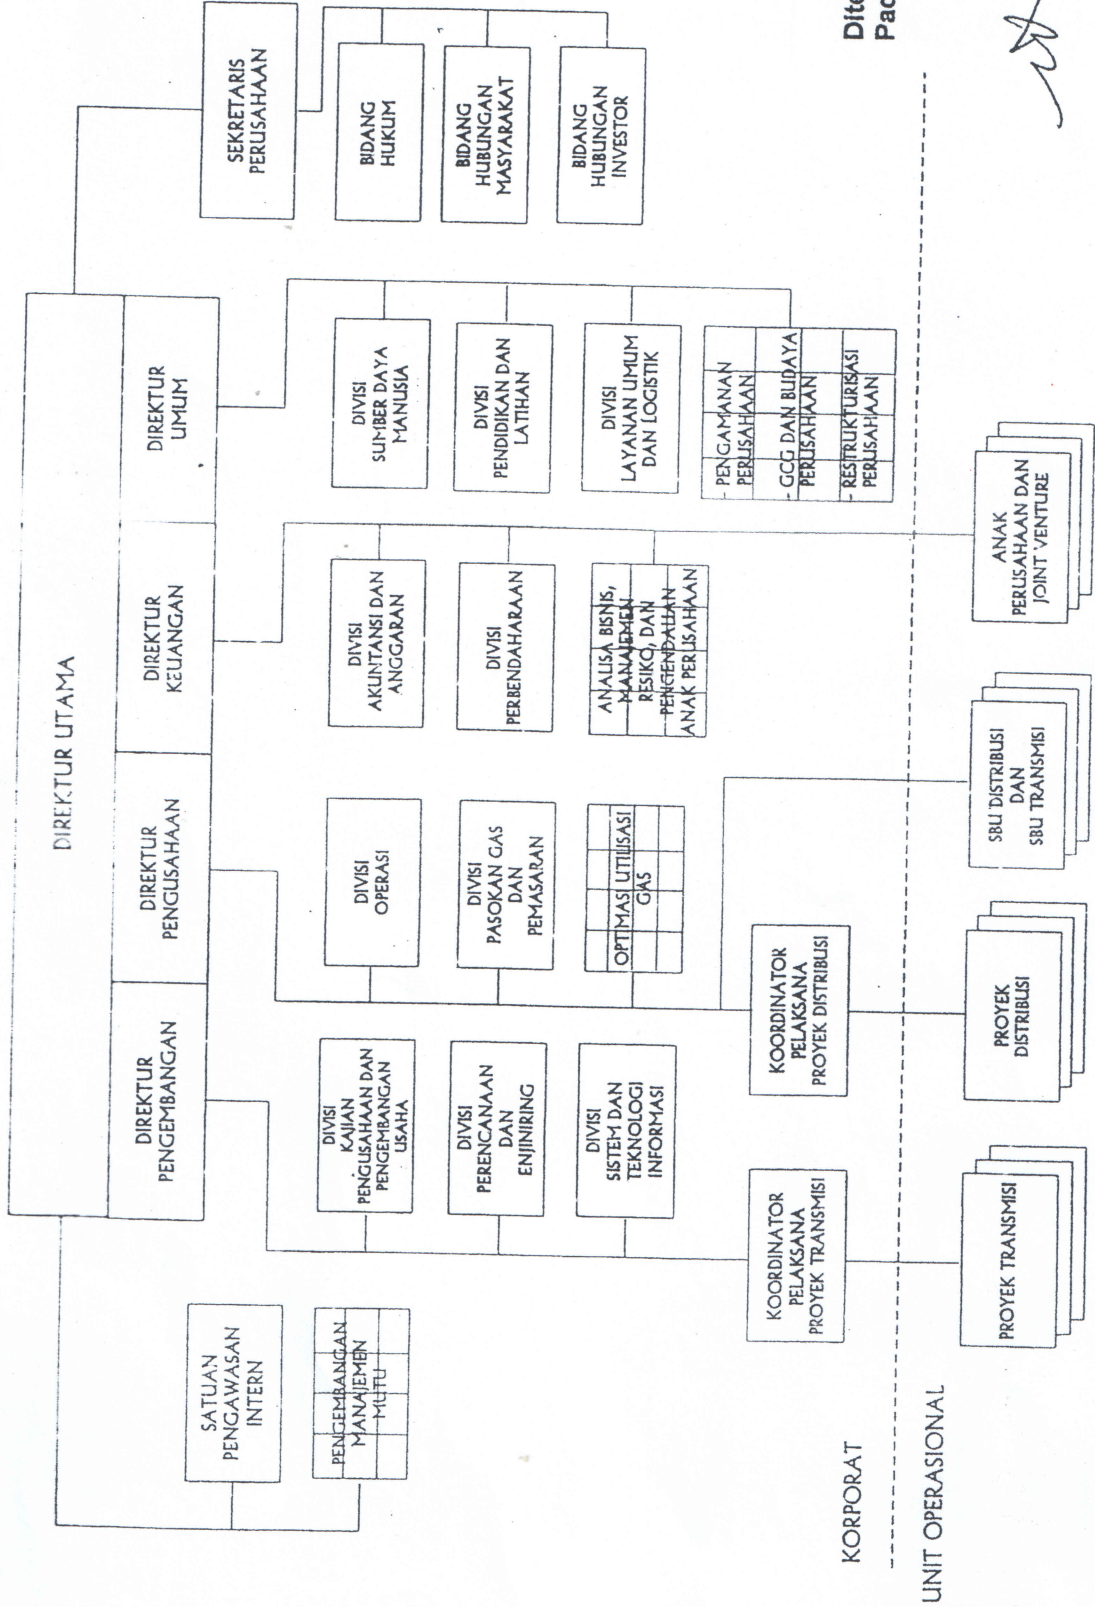 DIREKTUR UTAMA
DIREKTUR
PENGEMBANGAN
DIREKTUR
PENGUSAHAAN
DIREKTUR
KEUANGAN
DIREKTUR
UMUM
SEKRETARIS
PERUSAHAAN
BIDANG
HUKUM
BIDANG
HUBUNGAN
MASYARAKAT
BIDANG
HUBUNGAN
INVESTOR
SATUAN
PENGAWASAN
INTERN
PENGEMBANGAN
MANAJEMEN
MUTU
DIVISI
KAJIAN
PENGUSAHAAN DAN
PENGEMBANGAN
USAHA
DIVISI
PERENCANAAN
DAN
ENJINIRING
DIVISI
SISTEM DAN
TEKNOLOGI
INFORMASI
KOORDINATOR
PELAKSANA
PROYEK TRANSMISI
DIVISI
OPERASI
DIVISI
PASOKAN GAS
DAN
PEMASARAN
OPTIMASI UTILISASI
GAS
KOORDINATOR
PELAKSANA
PROYEK DISTRIBUSI
DIVISI
AKUNTANSI DAN
ANGGARAN
DIVISI
PERBENDAHARAAN
ANALISA BISNIS,
MANAJEMEN
RESIKO, DAN
PENGENDALIAN
ANAK PERUSAHAAN
DIVISI
SUMBER DAYA
MANUSIA
DIVISI
PENDIDIKAN DAN
LATIHAN
DIVISI
LAYANAN UMUM
DAN LOGISTIK
- PENGAMANAN
PERUSAHAAN
- GCG DAN BUDAYA
PERUSAHAAN
- RESTRUKTURISASI
PERUSAHAAN
KORPORAT
UNIT OPERASIONAL
PROYEK TRANSMISI
PROYEK
DISTRIBUSI
SBU DISTRIBUSI
DAN
SBU TRANSMISI
ANAK
PERUSAHAAN DAN
JOINT VENTURE